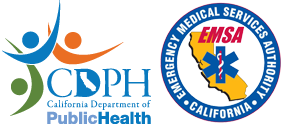 CDPH
California Department of
PublicHealth
EMERGENCY MEDICAL SERVICES AUTHORITY
EMSA
• CALIFORNIA •